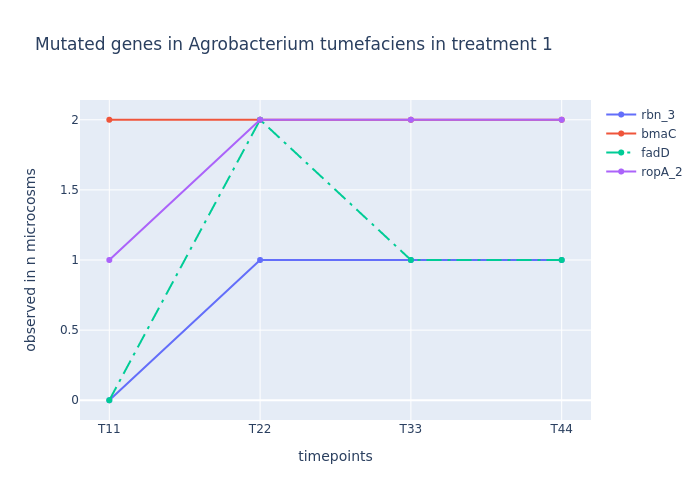 Mutated genes in Agrobacterium tumefaciens in treatment 1
rbn_3
bmaC
fadD
ropA_2
observed in n microcosms
2
1.5
1
0.5
0
T11
T22
T33
T44
timepoints